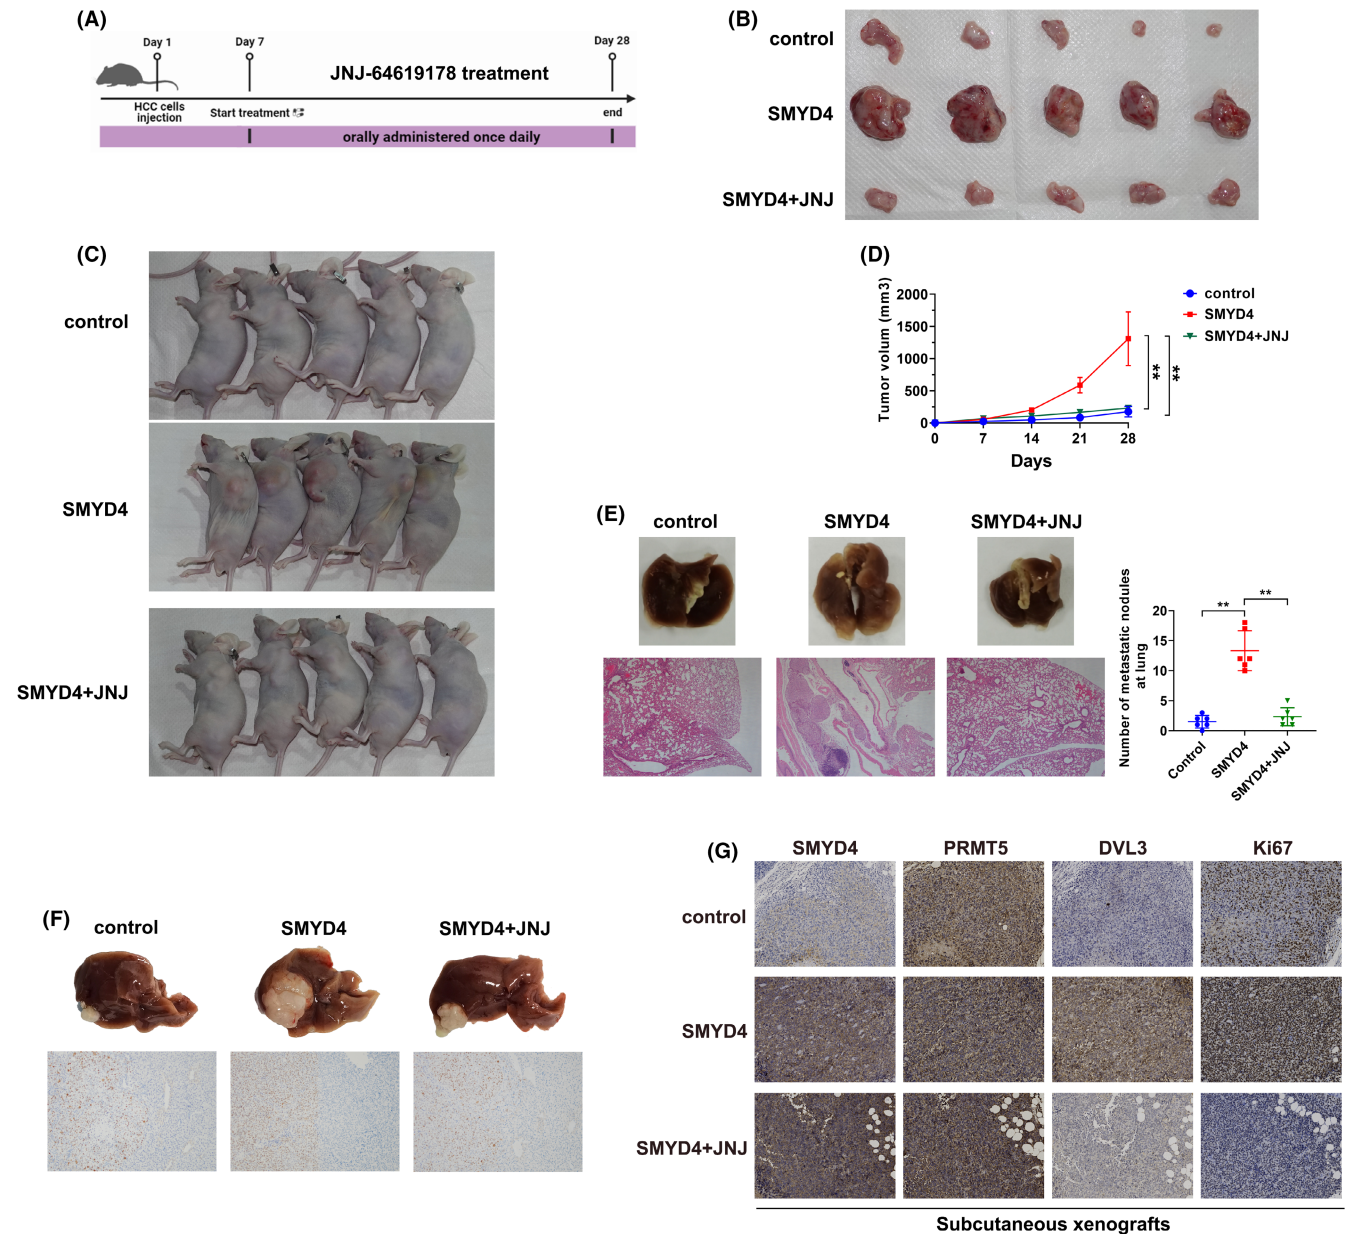 (A)
Day 1
Day 7
Day 28
JNJ-64619178 treatment
HCC cells
injection
Start treatment
end
orally administered once daily
(B)
control
SMYD4
SMYD4+JNJ
(C)
control
SMYD4
SMYD4+JNJ
(D)
Tumor volum (mm3)
2000
1500
1000
500
0
0 7 14 21 28
Days
control
SMYD4
SMYD4+JNJ
**
**
(E)
control SMYD4 SMYD4+JNJ
Number of metastatic nodules
at lung
20
15
10
5
0
** **
Control SMYD4 SMYD4+JNJ
(F)
control SMYD4 SMYD4+JNJ
(G)
SMYD4 PRMT5 DVL3 Ki67
control
SMYD4
SMYD4+JNJ
Subcutaneous xenografts